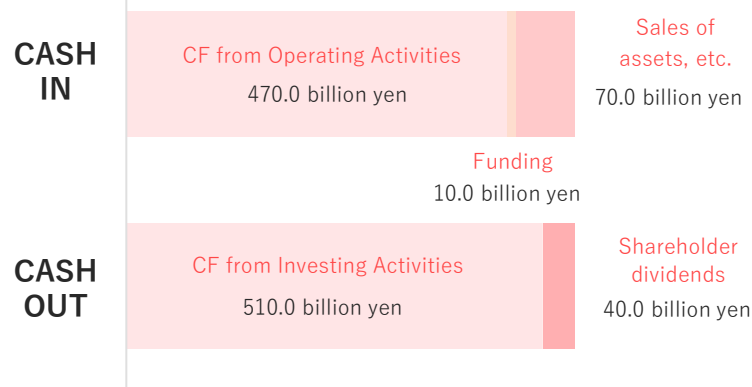 CASH
IN
CF from Operating Activities
470.0 billion yen
Sales of
assets, etc.
70.0 billion yen
Funding
10.0 billion yen
CASH
OUT
CF from Investing Activities
510.0 billion yen
Shareholder
dividends
40.0 billion yen